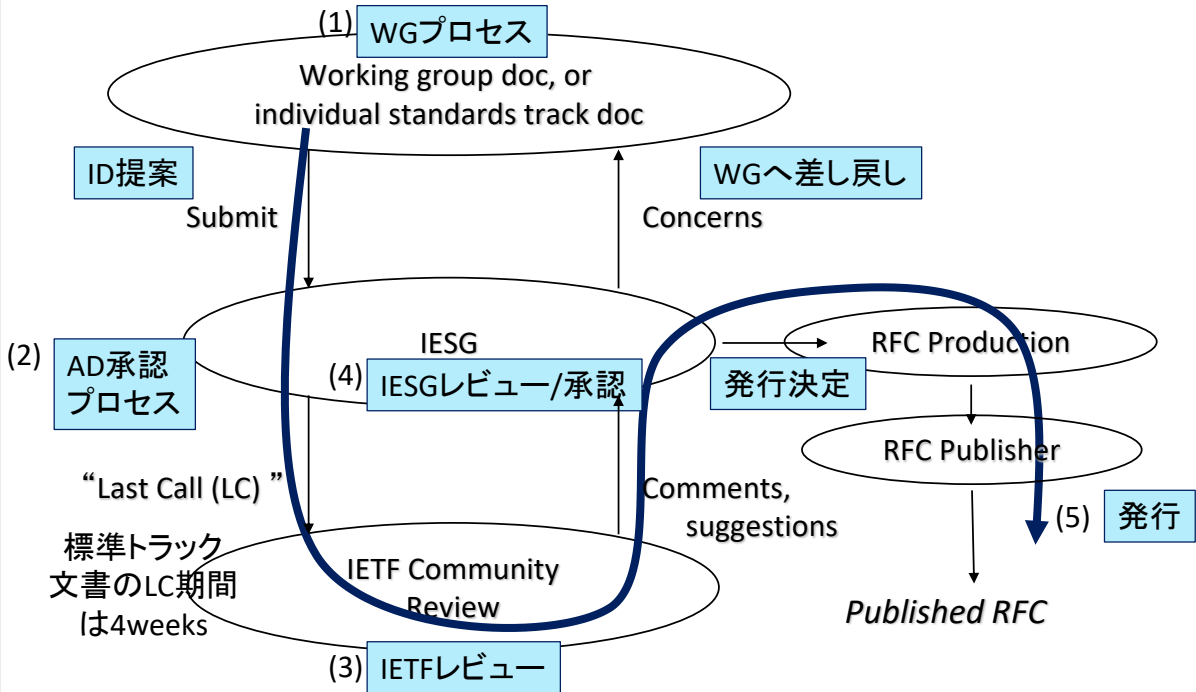 (1) WGプロセス
Working group doc, or
individual standards track doc
ID提案
WGへ差し戻し
Submit
Concerns
(2) AD承認
プロセス
IESG
(4) IESGレビュー/承認
発行決定
RFC Production
RFC Publisher
“Last Call (LC) ”
Comments,
suggestions
(5) 発行
標準トラック
文書のLC期間
は4weeks
IETF Community
Review
Published RFC
(3) IETFレビュー